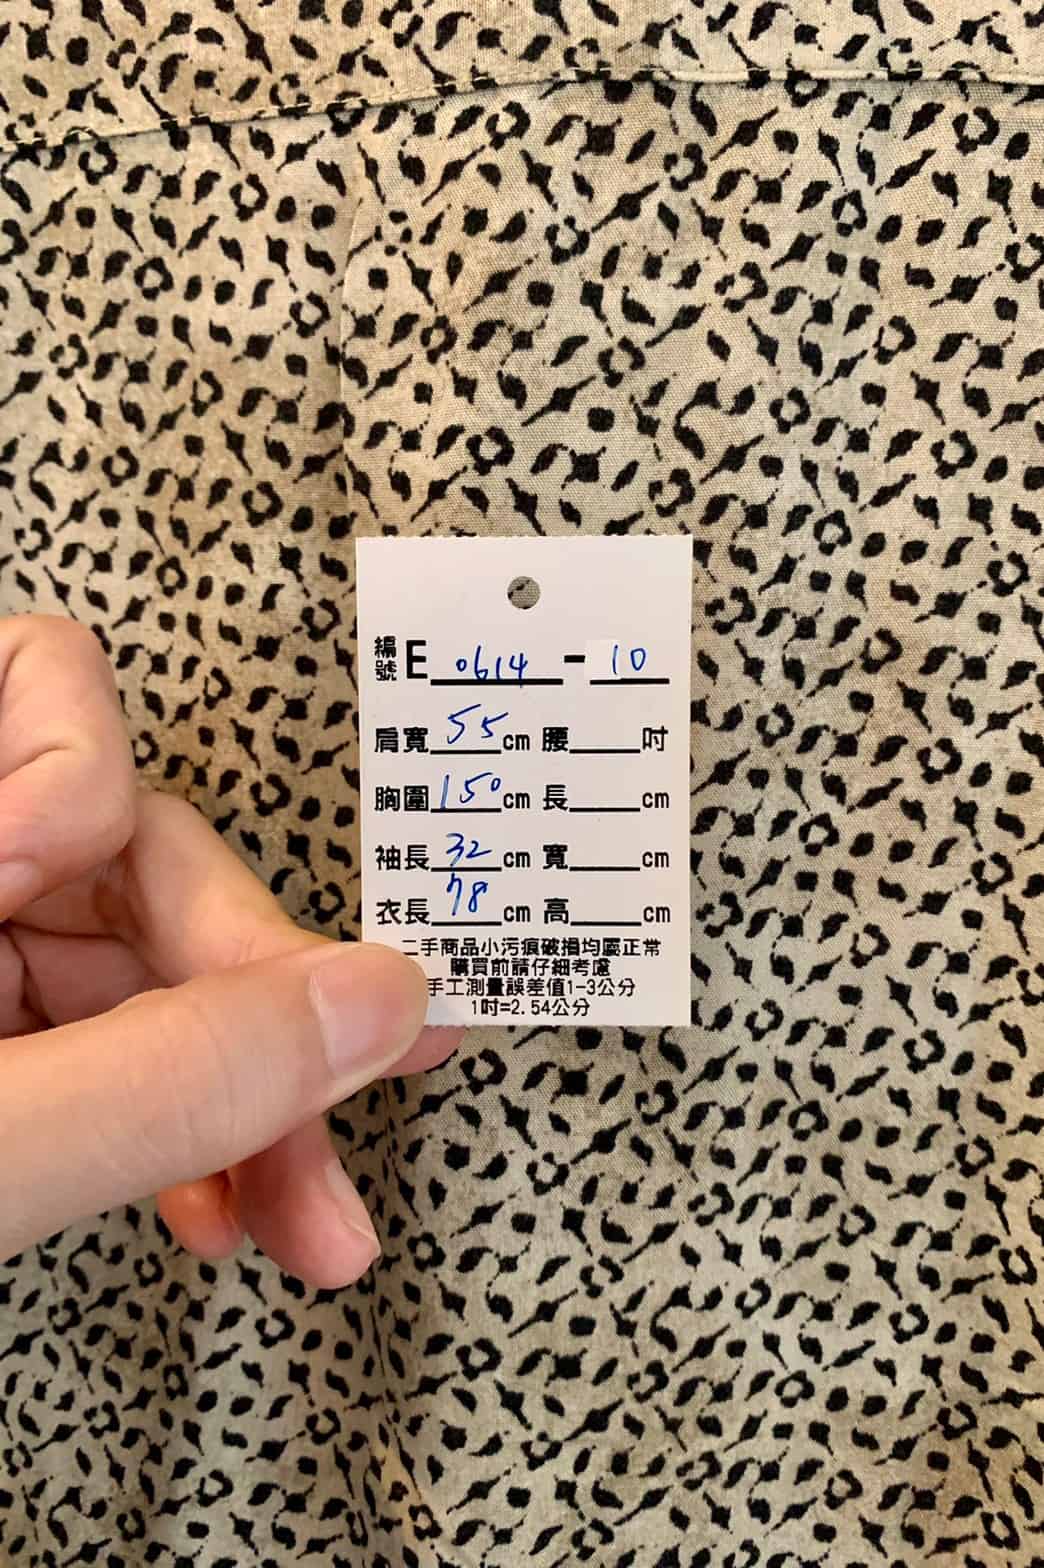 編號E 0614 - 10
肩寬 55 cm 腰 吋
胸圍 150 cm 長 cm
袖長 32 cm 寬 cm
衣長 78 cm 高 cm
二手商品小污痕破損均屬正常
購買前請仔細考慮
手工測量誤差值1-3公分
1吋=2.54公分